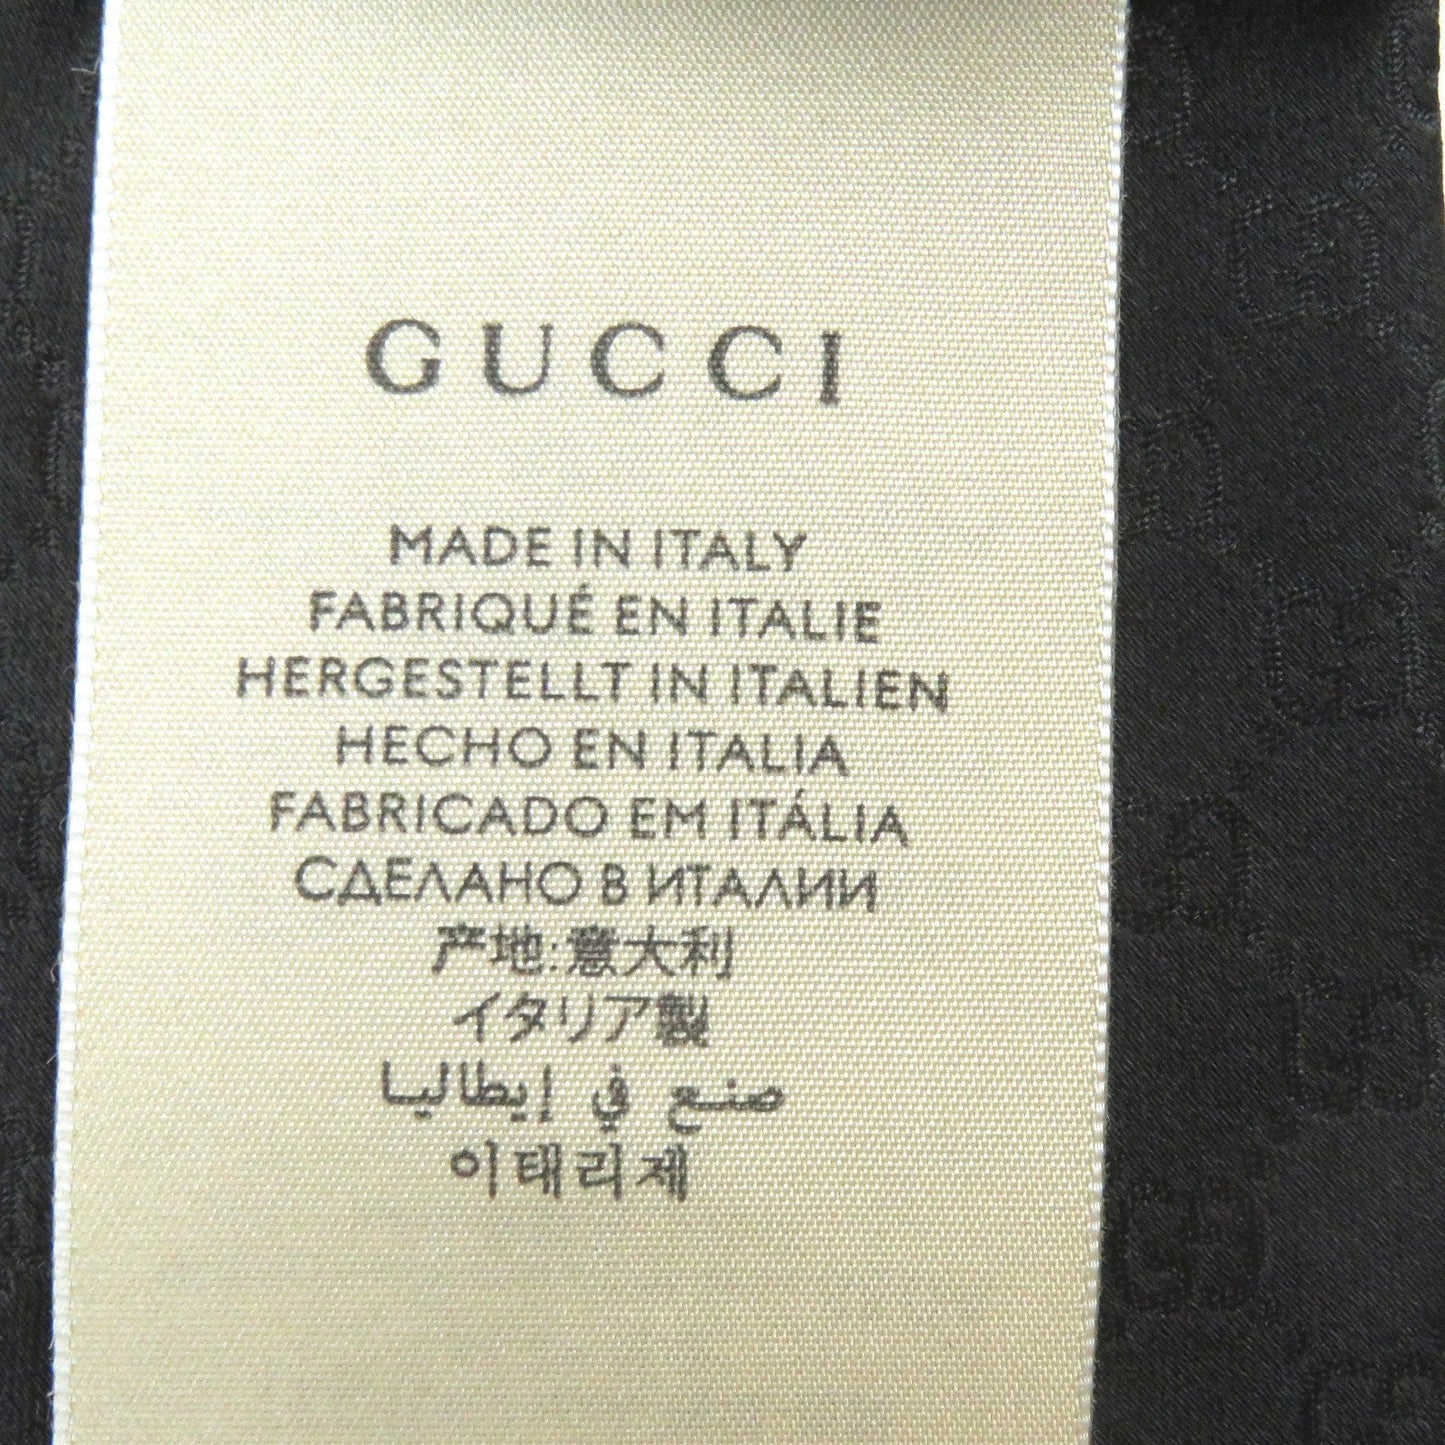 GUCCI
MADE IN ITALY
FABRIQUÉ EN ITALIE
HERGESTELLT IN ITALIEN
HECHO EN ITALIA
FABRICADO EM ITÁLIA
СДЕЛАНО В ИТАЛИИ
产地:意大利
イタリア製
صنع في إيطاليا
이태리제